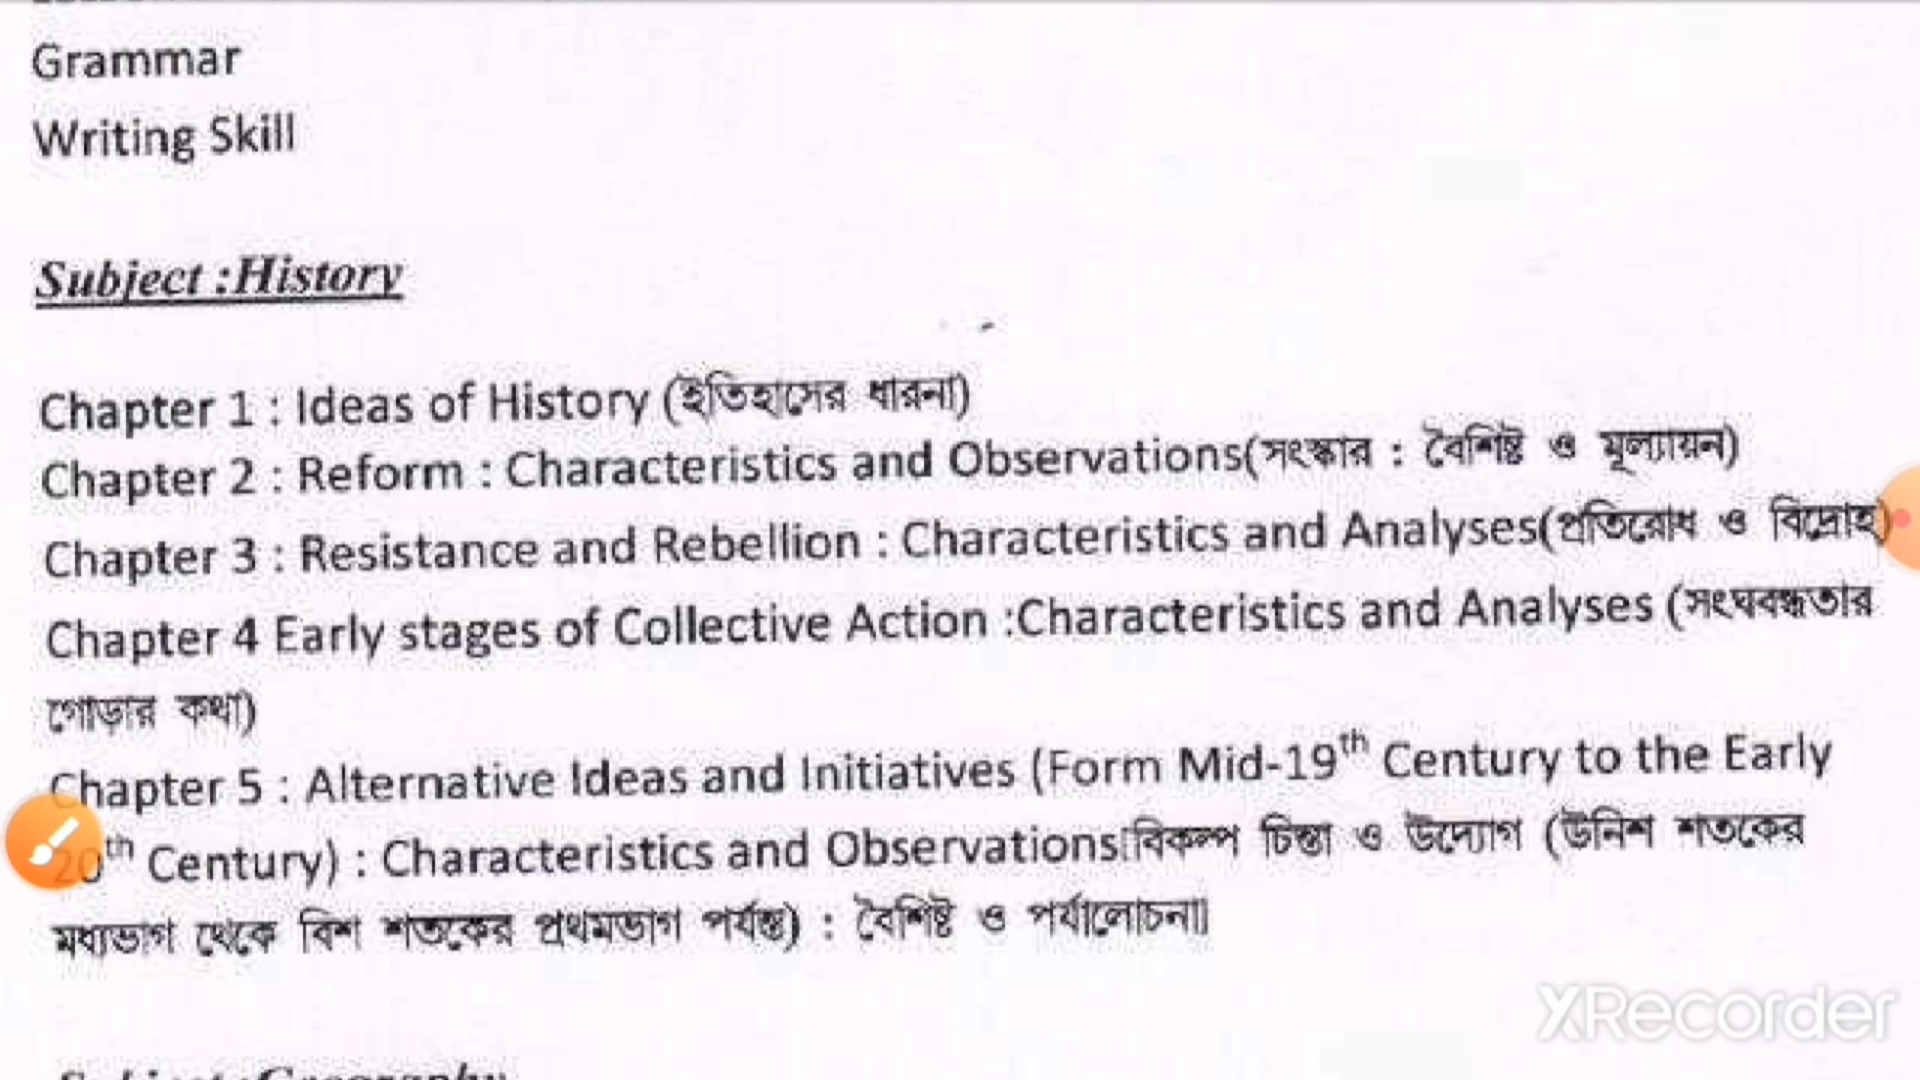 Grammar
Writing Skill
Subject :History
Chapter 1 : Ideas of History (ইতিহাসের ধারনা)
Chapter 2 : Reform : Characteristics and Observations(সংস্কার : বৈশিষ্ট ও মূল্যায়ন)
Chapter 3 : Resistance and Rebellion : Characteristics and Analyses(প্রতিরোধ ও বিদ্রোহ)
Chapter 4 Early stages of Collective Action :Characteristics and Analyses (সংঘবদ্ধতার
গোড়ার কথা)
Chapter 5 : Alternative Ideas and Initiatives (Form Mid-19th Century to the Early
20th Century) : Characteristics and Observations[বিকল্প চিন্তা ও উদ্যোগ (উনিশ শতকের
মধ্যভাগ থেকে বিশ শতকের প্রথমভাগ পর্যন্ত) : বৈশিষ্ট ও পর্যালোচনা]
Subject :Geography
XRecorder